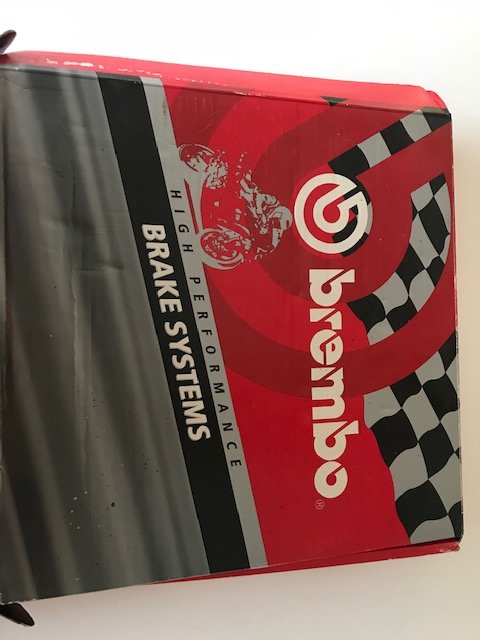 brembo®
HIGH PERFORMANCE
BRAKE SYSTEMS